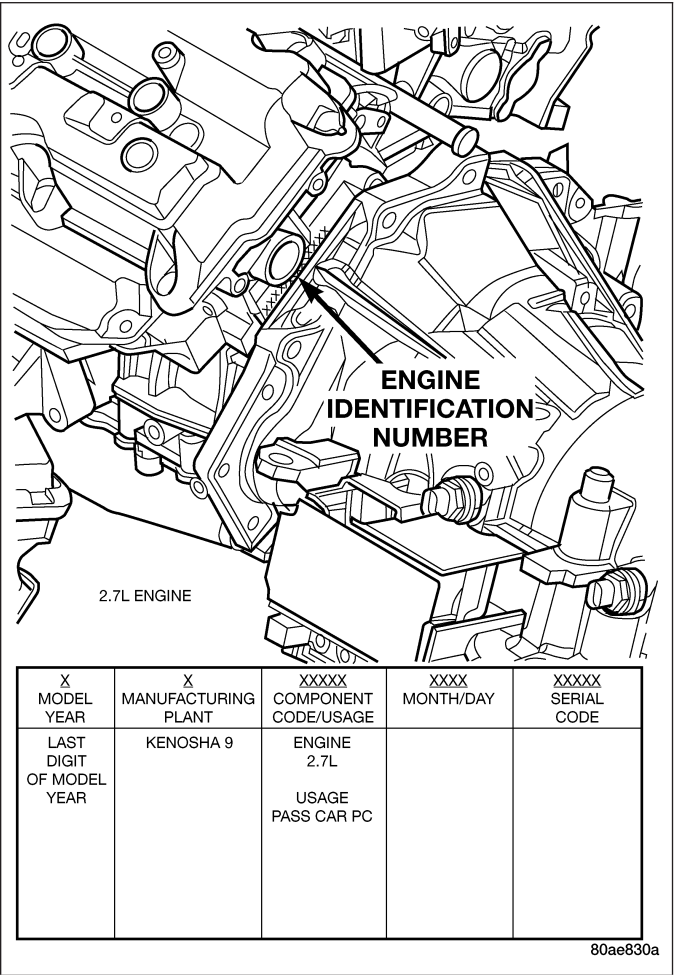 ENGINE
IDENTIFICATION
NUMBER
2.7L ENGINE
X
MODEL
YEAR
X
MANUFACTURING
PLANT
XXXXX
COMPONENT
CODE/USAGE
XXXX
MONTH/DAY
XXXXX
SERIAL
CODE
LAST
DIGIT
OF MODEL
YEAR
KENOSHA 9
ENGINE
2.7L
USAGE
PASS CAR PC
80ae830a